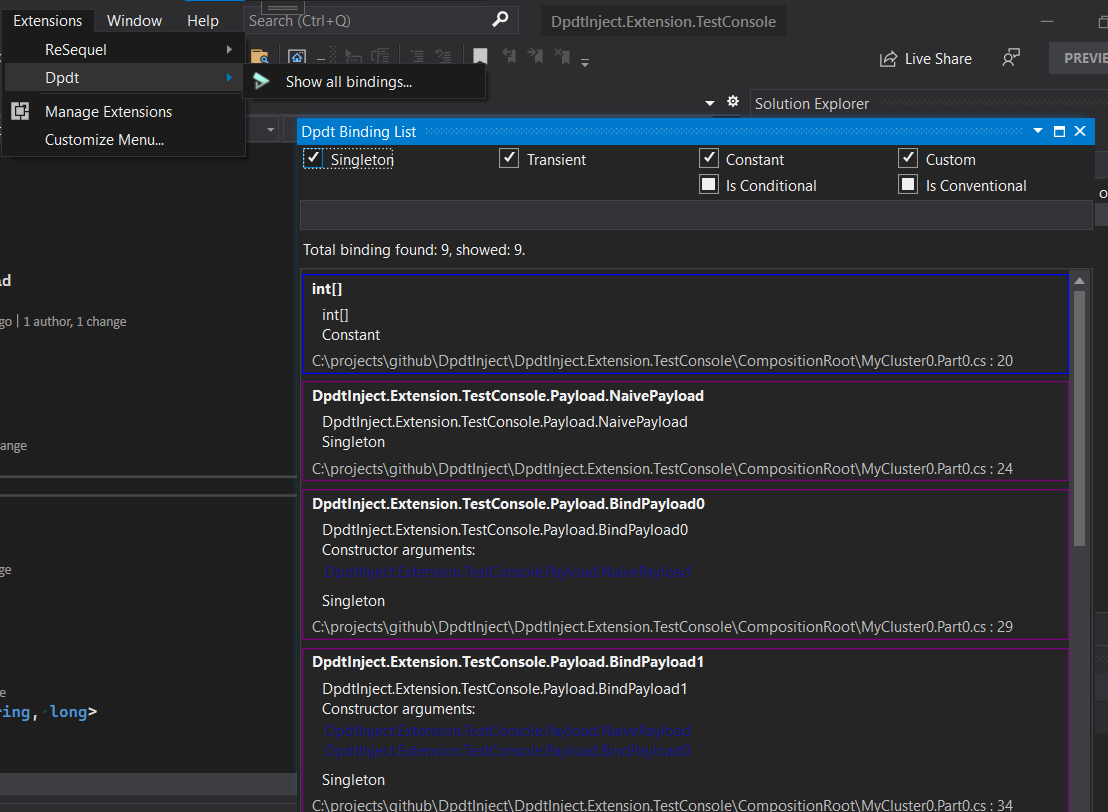 Extensions Window Help Search (Ctrl+Q) DpdtInject.Extension.TestConsole
ReSequel
Dpdt
Show all bindings...
Manage Extensions
Customize Menu...
Live Share
PREVIE
Solution Explorer
Dpdt Binding List
Singleton Transient Constant Custom
Is Conditional Is Conventional
Total binding found: 9, showed: 9.
int[]
int[]
Constant
C:\projects\github\DpdtInject\DpdtInject.Extension.TestConsole\CompositionRoot\MyCluster0.Part0.cs : 20
DpdtInject.Extension.TestConsole.Payload.NaivePayload
DpdtInject.Extension.TestConsole.Payload.NaivePayload
Singleton
C:\projects\github\DpdtInject\DpdtInject.Extension.TestConsole\CompositionRoot\MyCluster0.Part0.cs : 24
DpdtInject.Extension.TestConsole.Payload.BindPayload0
DpdtInject.Extension.TestConsole.Payload.BindPayload0
Constructor arguments:
DpdtInject.Extension.TestConsole.Payload.NaivePayload
Singleton
C:\projects\github\DpdtInject\DpdtInject.Extension.TestConsole\CompositionRoot\MyCluster0.Part0.cs : 29
DpdtInject.Extension.TestConsole.Payload.BindPayload1
DpdtInject.Extension.TestConsole.Payload.BindPayload1
Constructor arguments:
DpdtInject.Extension.TestConsole.Payload.NaivePayload
DpdtInject.Extension.TestConsole.Payload.BindPayload0
Singleton
C:\projects\github\DpdtInject\DpdtInject.Extension.TestConsole\CompositionRoot\MyCluster0.Part0.cs : 34
ad
go | 1 author, 1 change
ange
ge
e
ring, long>